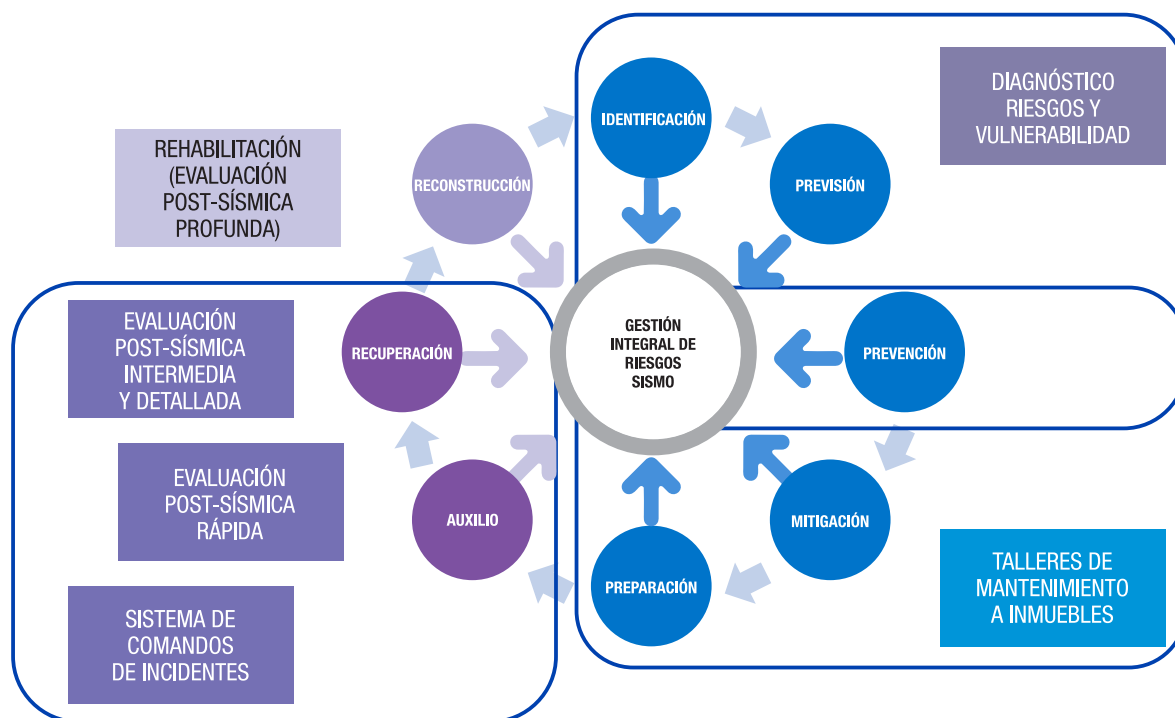 DIAGNÓSTICO
RIESGOS Y
VULNERABILIDAD
IDENTIFICACIÓN
REHABILITACIÓN
(EVALUACIÓN
POST-SÍSMICA
PROFUNDA)
RECONSTRUCCIÓN
PREVISIÓN
EVALUACIÓN
POST-SÍSMICA
INTERMEDIA
Y DETALLADA
RECUPERACIÓN
GESTIÓN
INTEGRAL DE
RIESGOS
SISMO
PREVENCIÓN
EVALUACIÓN
POST-SÍSMICA
RÁPIDA
AUXILIO
MITIGACIÓN
PREPARACIÓN
TALLERES DE
MANTENIMIENTO
A INMUEBLES
SISTEMA DE
COMANDOS
DE INCIDENTES